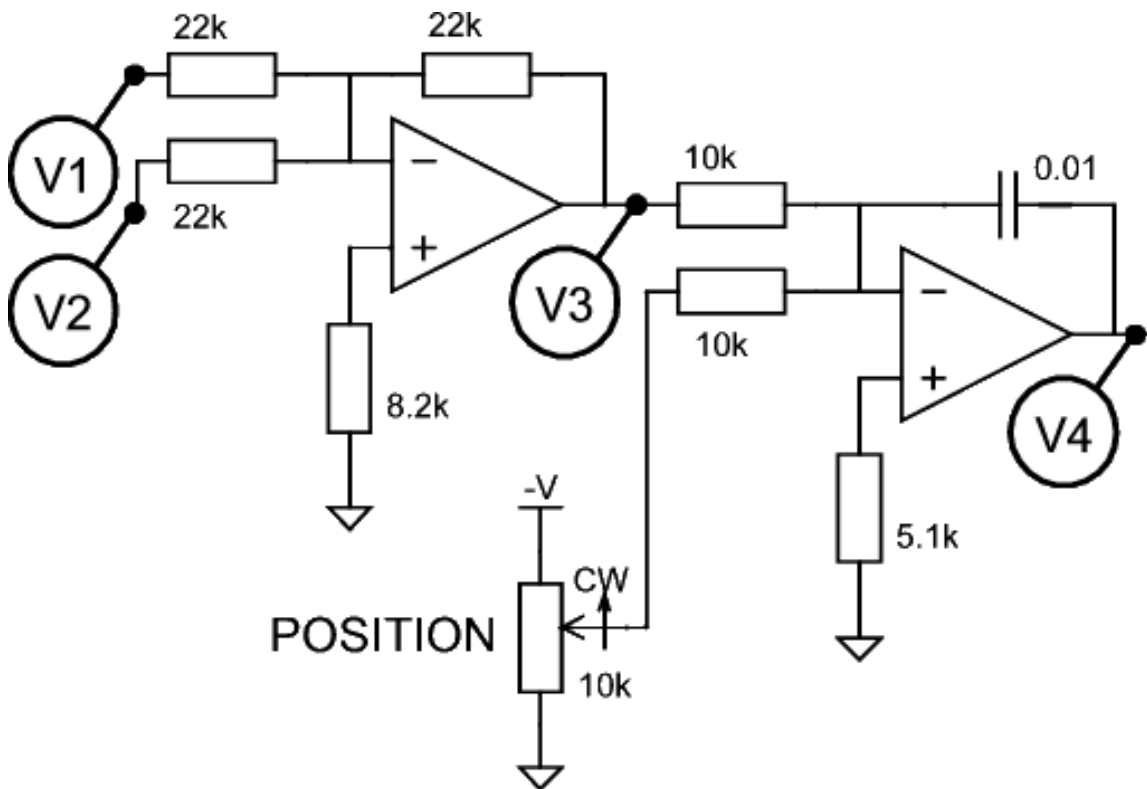 22k
22k
V1
22k
V2
−
+
8.2k
V3
10k
10k
0.01
−
+
V4
5.1k
-V
CW
POSITION
10k